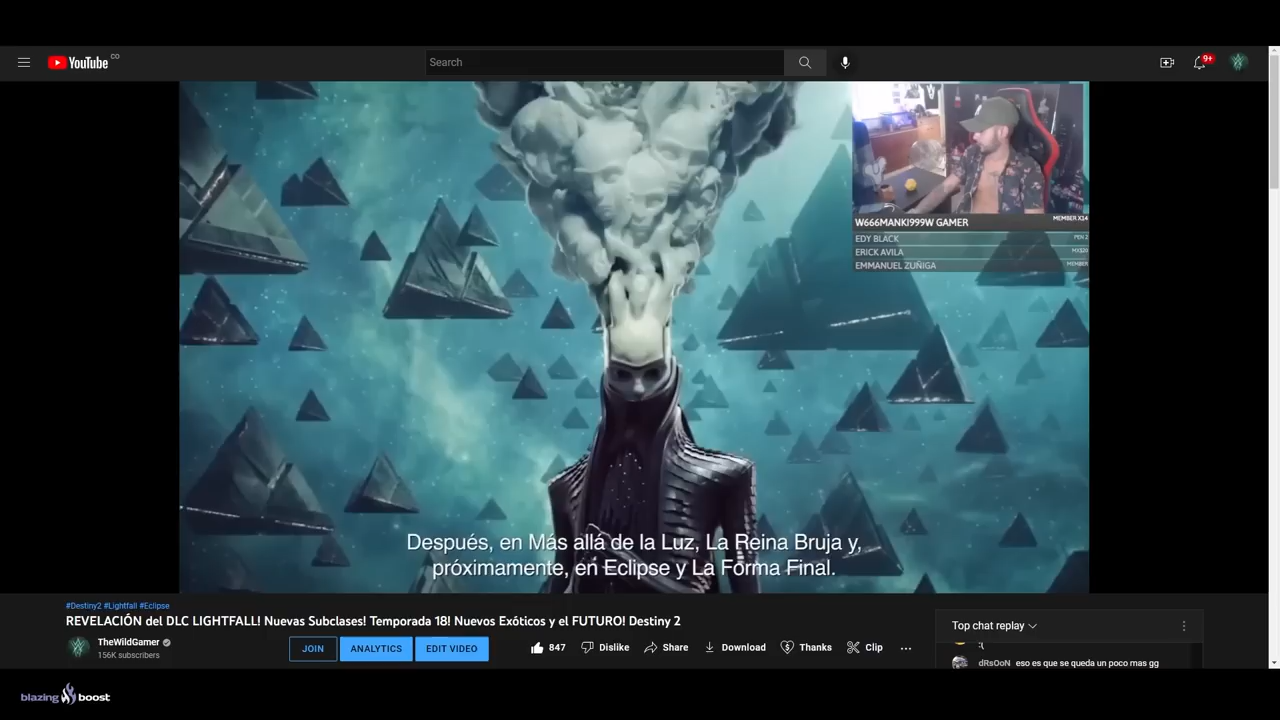 YouTube CO
Search
9+
W666MANKI999W GAMER MEMBER X14
EDY BLACK
ERICK AVILA
EMMANUEL ZUÑIGA MEMBER
Después, en Más allá de la Luz, La Reina Bruja y,
próximamente, en Eclipse y La Forma Final.
#Destiny2 #Lightfall #Eclipse
REVELACIÓN del DLC LIGHTFALL! Nuevas Subclases! Temporada 18! Nuevos Exóticos y el FUTURO! Destiny 2
TheWildGamer
156K subscribers
JOIN
ANALYTICS
EDIT VIDEO
847
Dislike
Share
Download
Thanks
Clip
Top chat replay
dRsOoN eso es que se queda un poco mas gg
blazing boost